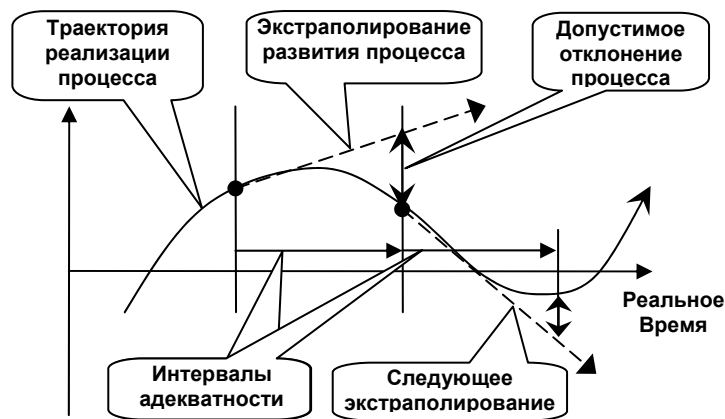 Траектория
реализации
процесса
Экстраполирование
развития процесса
Допустимое
отклонение
процесса
Реальное
Время
Интервалы
адекватности
Следующее
экстраполирование